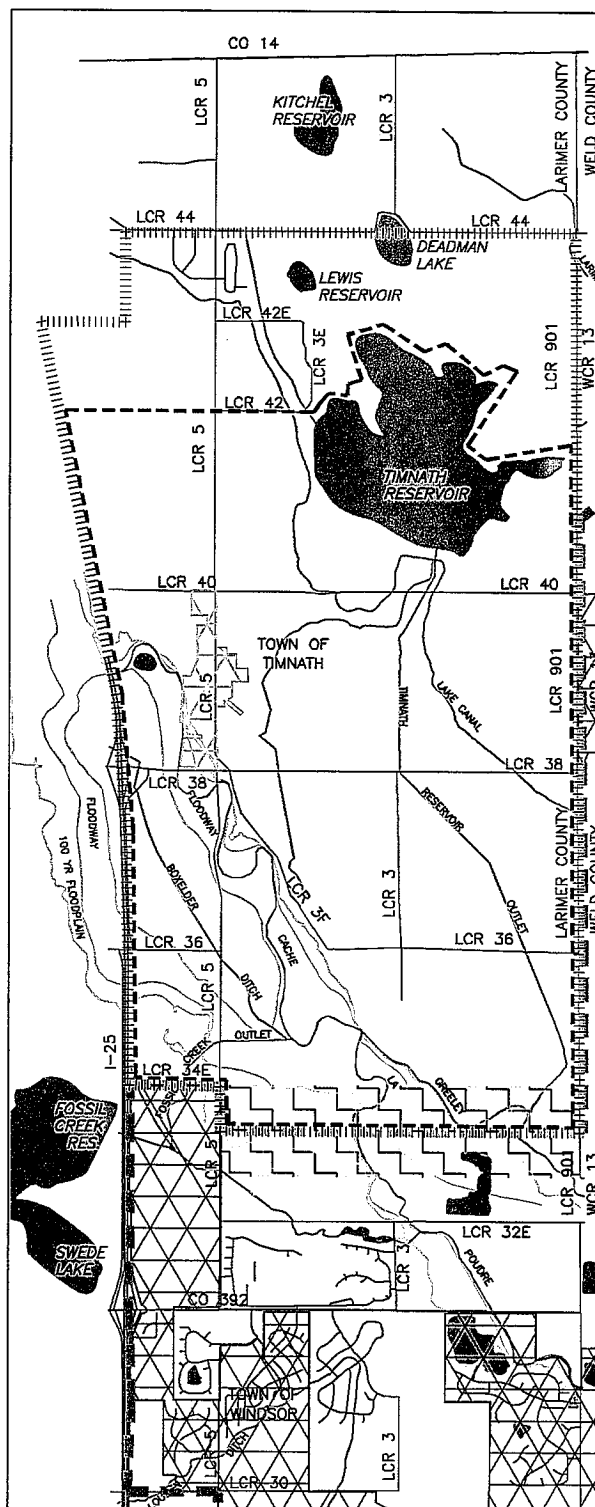 CO 14
LCR 5
KITCHEL
RESERVOIR
LCR 3
LARIMER COUNTY
WELD COUNTY
LCR 44
LCR 44
DEADMAN
LAKE
LEWIS
RESERVOIR
LCR 42E
LCR 3E
LCR 901
WCR 13
LCR 42
LCR 5
TIMNATH
RESERVOIR
LCR 40
LCR 40
TOWN OF
TIMNATH
LCR 5
TIMNATH
LAKE CANAL
LCR 901
LCR 38
LCR 38
FLOODWAY
FLOODWAY
100 YR FLOODPLAIN
BOXELDER
RESERVOIR
LARIMER COUNTY
WELD COUNTY
LCR 3F
LCR 3
OUTLET
LCR 36
LCR 36
CACHE
LCR 5
DITCH
OUTLET
CREEK
I-25
LCR 34E
FOSSIL
LA
GREELEY
FOSSIL
CREEK
RES.
LCR 5
LCR 901
WCR 13
LCR 32E
SWEDE
LAKE
LCR 3
POUDRE
CO 392
TOWN OF
WINDSOR
LCR 5
DITCH
LCR 3
LCR 30